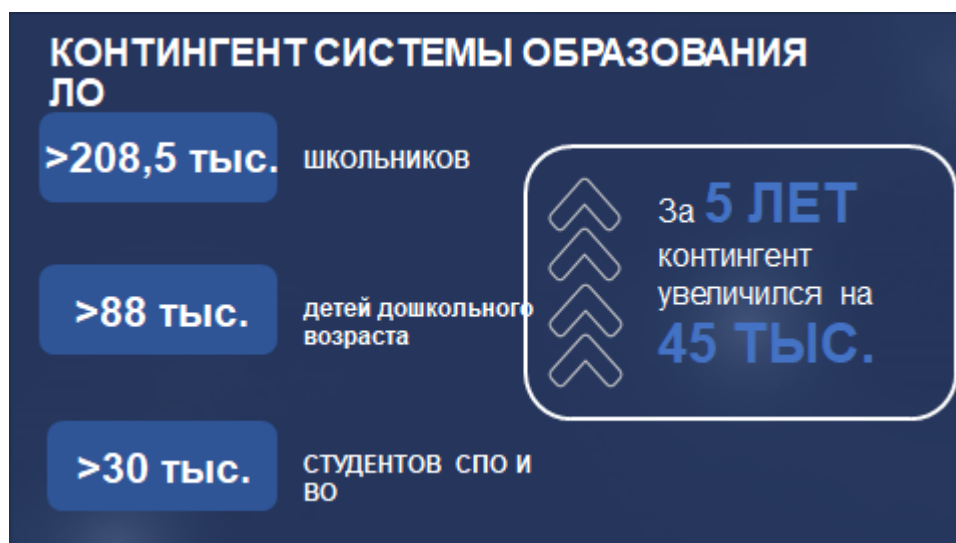 КОНТИНГЕНТ СИСТЕМЫ ОБРАЗОВАНИЯ
ЛО
>208,5 тыс.
ШКОЛЬНИКОВ
>88 тыс.
детей дошкольного
возраста
>30 тыс.
СТУДЕНТОВ СПО И
ВО
За 5 ЛЕТ
контингент
увеличился на
45 ТЫС.